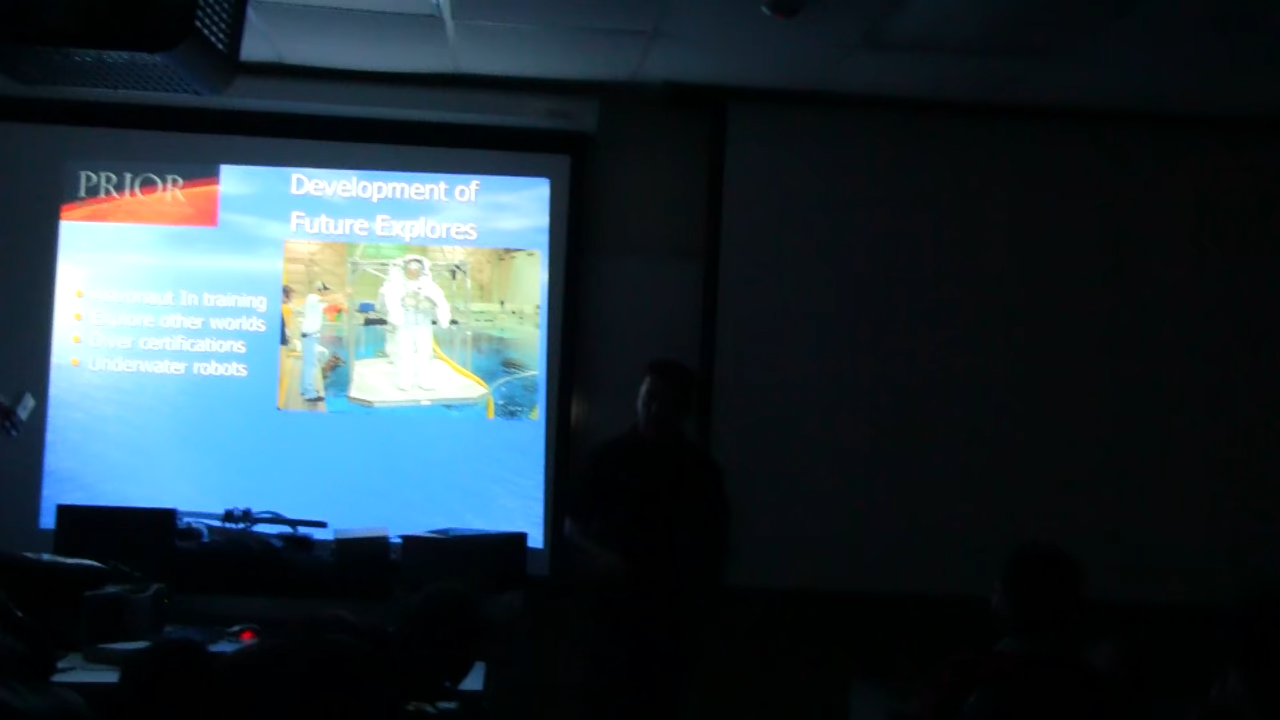 PRIOR
Development of
Future Explores
Astronaut In training
Explore other worlds
Diver certifications
Underwater robots